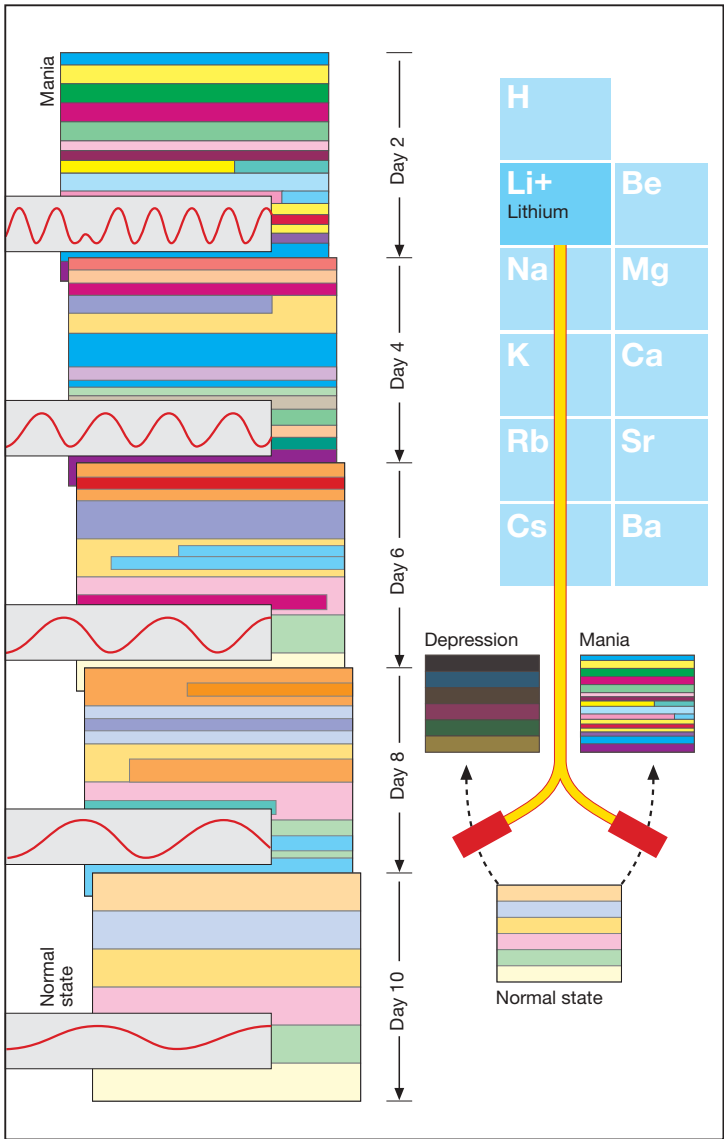 Mania
Day 2
Day 4
Day 6
Day 8
Day 10
Normal
state
H
Li+
Lithium
Be
Na
Mg
K
Ca
Rb
Sr
Cs
Ba
Depression
Mania
Normal state